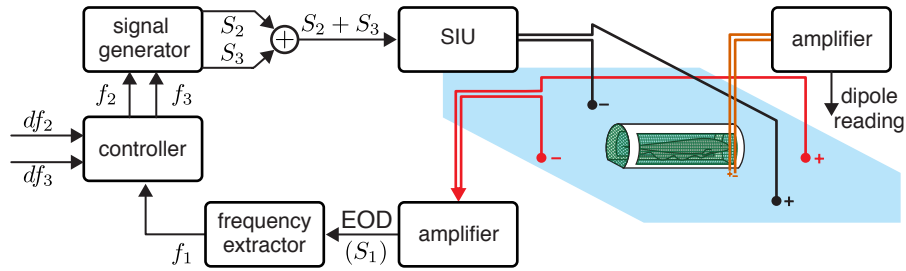 signal
generator
S₂
S₃
+
S₂ + S₃
SIU
amplifier
dipole
reading
f₂
f₃
df₂
df₃
controller
f₁
frequency
extractor
EOD
(S₁)
amplifier
−
−
+
+
+−